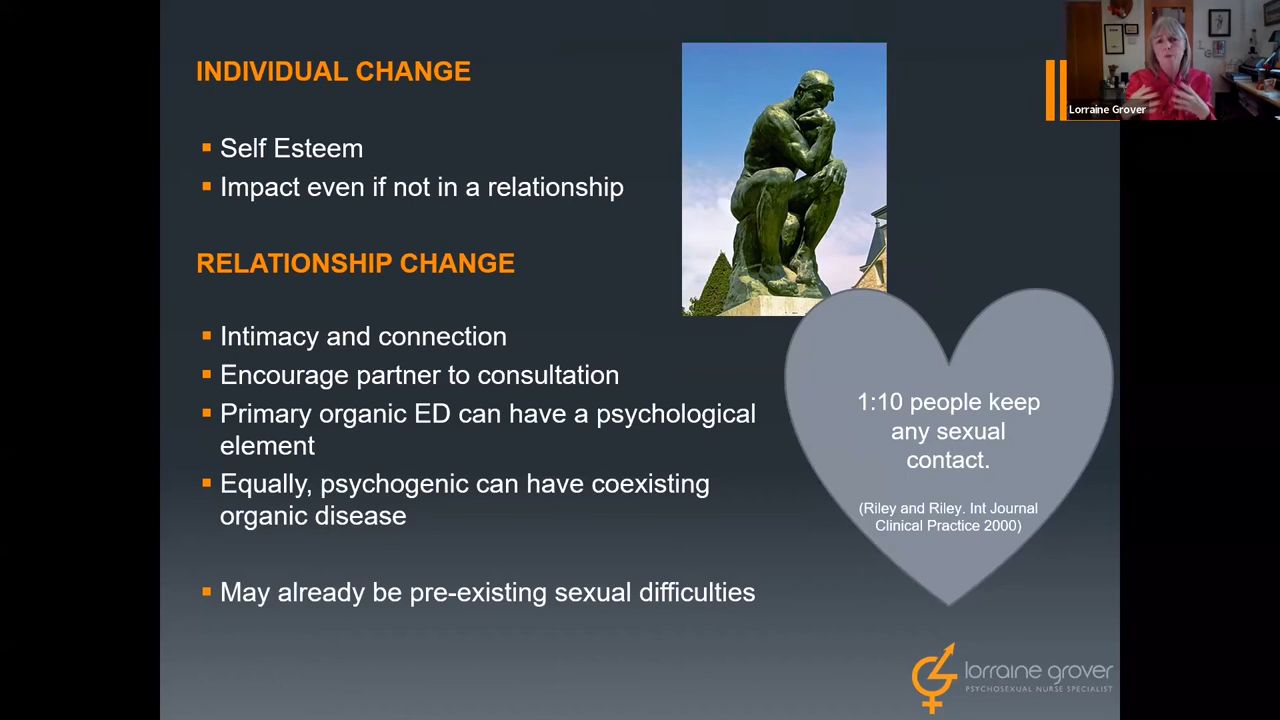 INDIVIDUAL CHANGE
Self Esteem
Impact even if not in a relationship
RELATIONSHIP CHANGE
Intimacy and connection
Encourage partner to consultation
Primary organic ED can have a psychological
element
Equally, psychogenic can have coexisting
organic disease
May already be pre-existing sexual difficulties
1:10 people keep
any sexual
contact.
(Riley and Riley. Int Journal
Clinical Practice 2000)
Lorraine Grover
lorraine grover
PSYCHOSEXUAL NURSE SPECIALIST